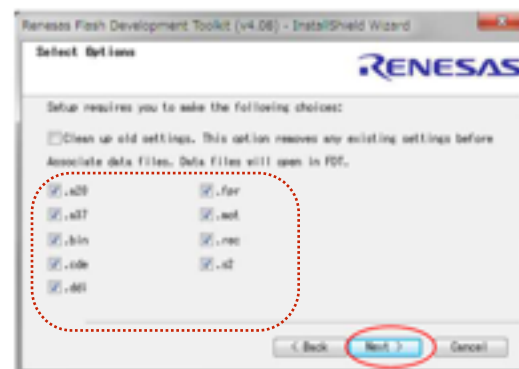 Renesas Flash Development Toolkit (v4.08) - InstallShield Wizard
Select Options
RENESAS
Setup requires you to make the following choices:
Clean up old settings. This option removes any existing settings before
Associate data files. Data files will open in FDT.
.a20 .for
.a37 .mot
.bin .rec
.cde .s2
.ddi
< Back Next > Cancel